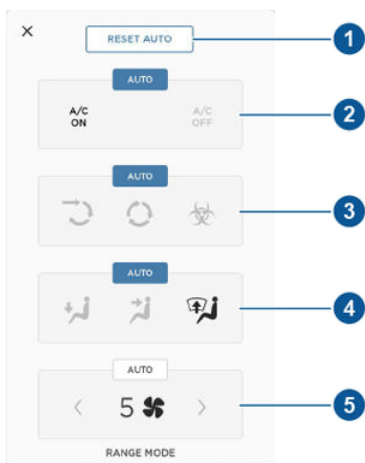 RESET AUTO
1
AUTO
A/C
ON
A/C
OFF
2
AUTO
3
AUTO
4
AUTO
5
5
RANGE MODE